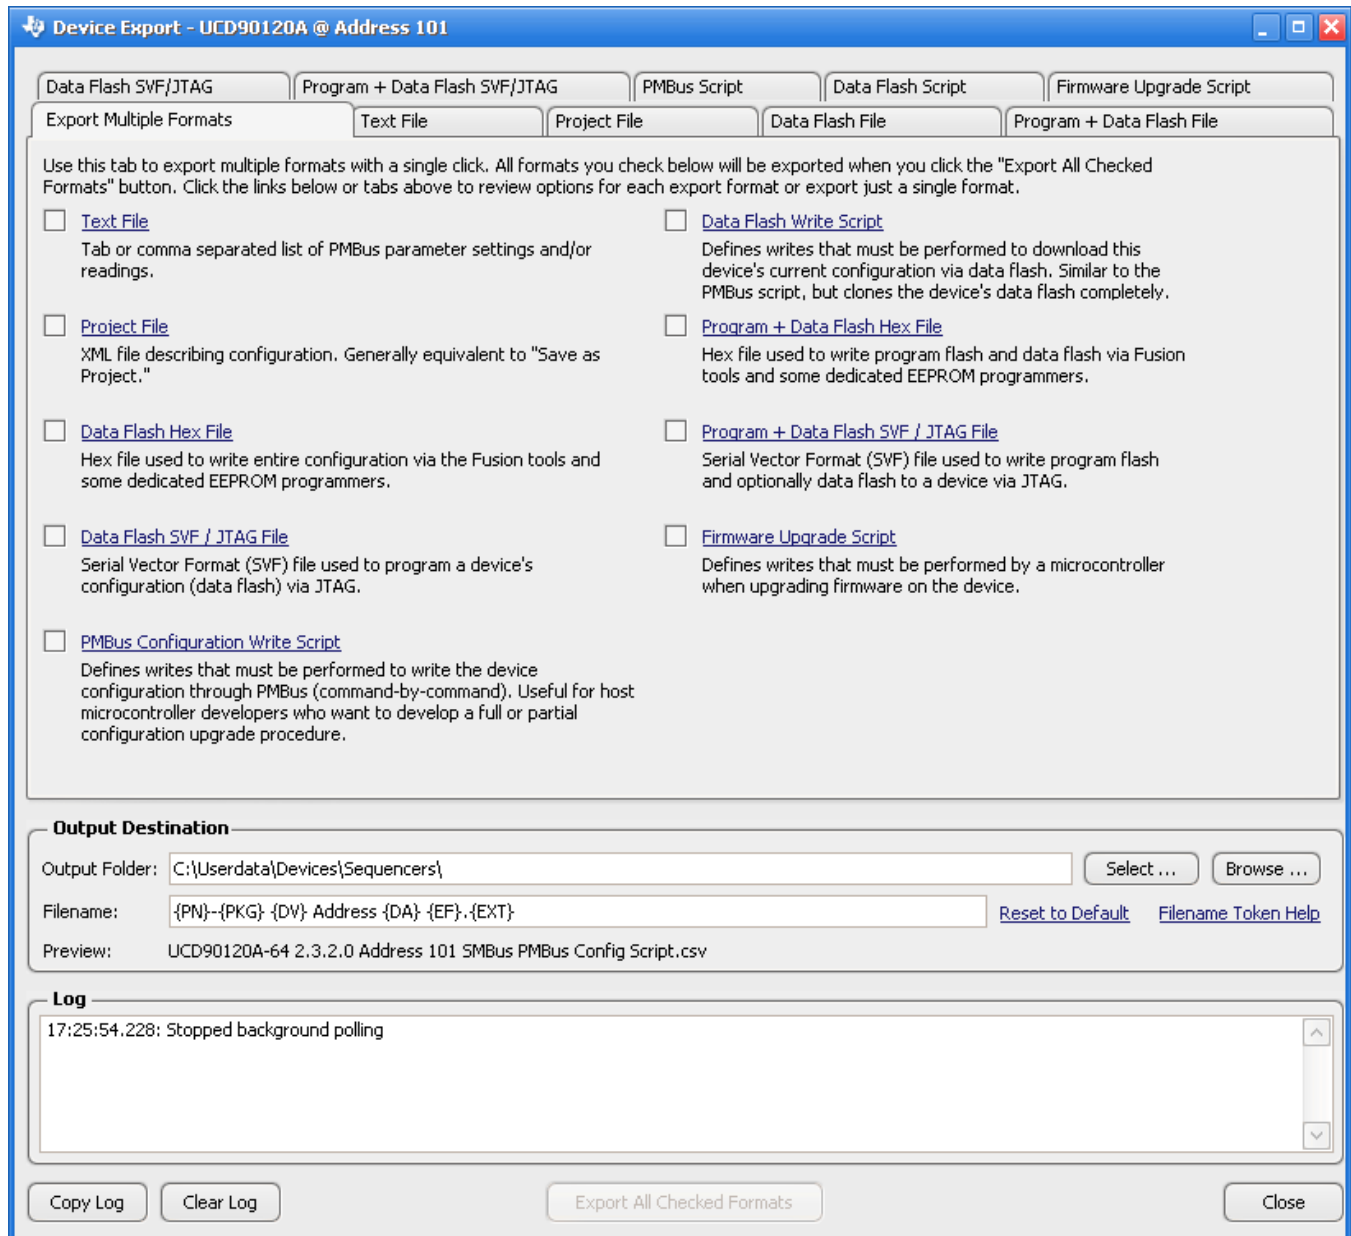 Device Export - UCD90120A @ Address 101
Data Flash SVF/JTAG
Program + Data Flash SVF/JTAG
PMBus Script
Data Flash Script
Firmware Upgrade Script
Export Multiple Formats
Text File
Project File
Data Flash File
Program + Data Flash File
Use this tab to export multiple formats with a single click. All formats you check below will be exported when you click the "Export All Checked
Formats" button. Click the links below or tabs above to review options for each export format or export just a single format.
Text File
Tab or comma separated list of PMBus parameter settings and/or
readings.
Data Flash Write Script
Defines writes that must be performed to download this
device's current configuration via data flash. Similar to the
PMBus script, but clones the device's data flash completely.
Project File
XML file describing configuration. Generally equivalent to "Save as
Project."
Program + Data Flash Hex File
Hex file used to write program flash and data flash via Fusion
tools and some dedicated EEPROM programmers.
Data Flash Hex File
Hex file used to write entire configuration via the Fusion tools and
some dedicated EEPROM programmers.
Program + Data Flash SVF / JTAG File
Serial Vector Format (SVF) file used to write program flash
and optionally data flash to a device via JTAG.
Data Flash SVF / JTAG File
Serial Vector Format (SVF) file used to program a device's
configuration (data flash) via JTAG.
Firmware Upgrade Script
Defines writes that must be performed by a microcontroller
when upgrading firmware on the device.
PMBus Configuration Write Script
Defines writes that must be performed to write the device
configuration through PMBus (command-by-command). Useful for host
microcontroller developers who want to develop a full or partial
configuration upgrade procedure.
Output Destination
Output Folder: C:\Userdata\Devices\Sequencers\ Select ... Browse ...
Filename: {PN}-{PKG} {DV} Address {DA} {EF}.{EXT} Reset to Default Filename Token Help
Preview: UCD90120A-64 2.3.2.0 Address 101 SMBus PMBus Config Script.csv
Log
17:25:54.228: Stopped background polling
Copy Log Clear Log Export All Checked Formats Close